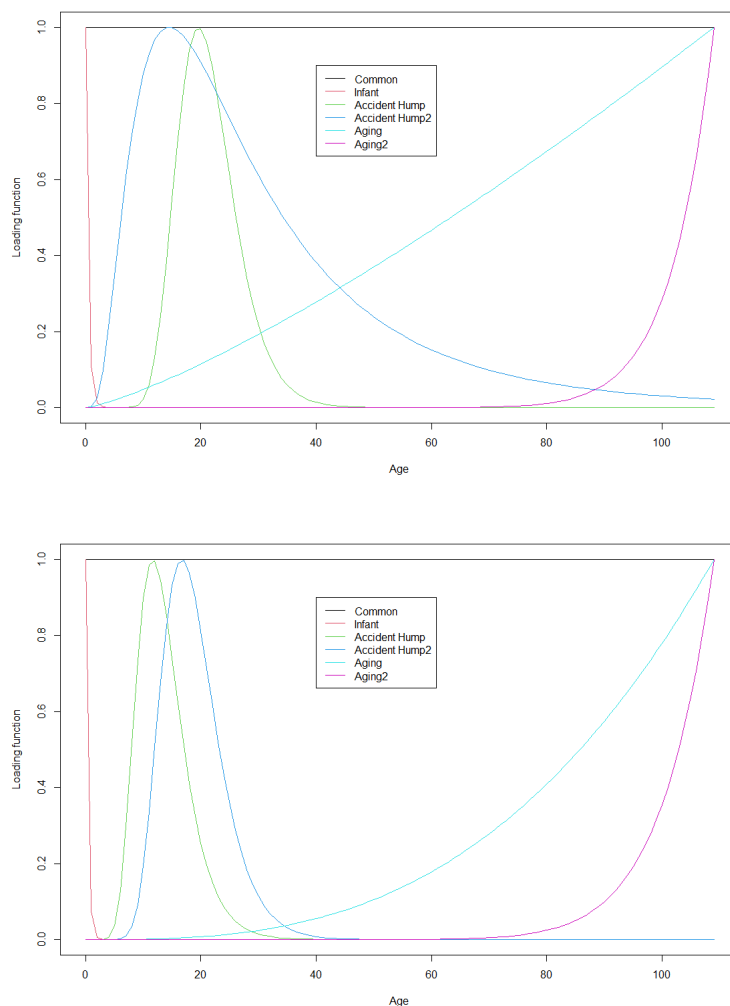 1.0
0.8
0.6
0.4
0.2
0.0
Loading function
Common
Infant
Accident Hump
Accident Hump2
Aging
Aging2
0 20 40 60 80 100
Age
1.0
0.8
0.6
0.4
0.2
0.0
Loading function
Common
Infant
Accident Hump
Accident Hump2
Aging
Aging2
0 20 40 60 80 100
Age